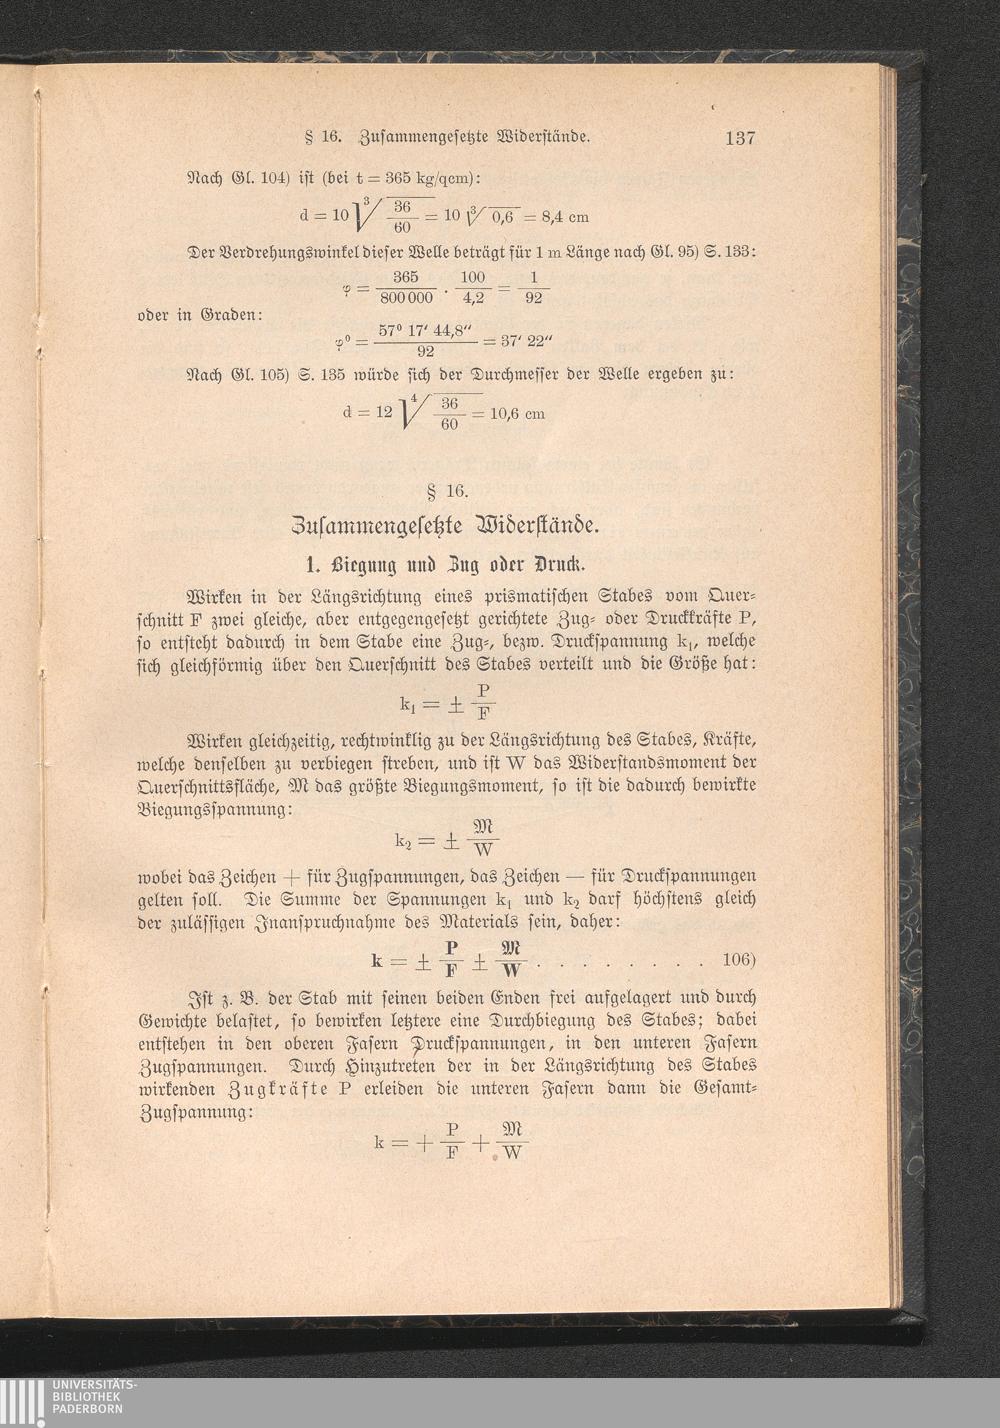 § 16. Zusammengesetzte Widerstände. 137
Nach Gl. 104) ist (bei t = 365 kg/qcm):
d = 10 ∛(36/60) = 10 ∛0,6 = 8,4 cm
Der Verdrehungswinkel dieser Welle beträgt für 1 m Länge nach Gl. 95) S. 133:
φ = 365/800 000 · 100/4,2 = 1/92
oder in Graden:
φ⁰ = 57⁰ 17′ 44,8″/92 = 37′ 22″
Nach Gl. 105) S. 135 würde sich der Durchmesser der Welle ergeben zu:
d = 12 ∜(36/60) = 10,6 cm
§ 16.
Zusammengesetzte Widerstände.
1. Biegung und Zug oder Druck.
Wirken in der Längsrichtung eines prismatischen Stabes vom Quer-
schnitt F zwei gleiche, aber entgegengesetzt gerichtete Zug- oder Druckkräfte P,
so entsteht dadurch in dem Stabe eine Zug-, bezw. Druckspannung k₁, welche
sich gleichförmig über den Querschnitt des Stabes verteilt und die Größe hat:
k₁ = ± P/F
Wirken gleichzeitig, rechtwinklig zu der Längsrichtung des Stabes, Kräfte,
welche denselben zu verbiegen streben, und ist W das Widerstandsmoment der
Querschnittsfläche, M das größte Biegungsmoment, so ist die dadurch bewirkte
Biegungsspannung:
k₂ = ± M/W
wobei das Zeichen + für Zugspannungen, das Zeichen — für Druckspannungen
gelten soll. Die Summe der Spannungen k₁ und k₂ darf höchstens gleich
der zulässigen Inanspruchnahme des Materials sein, daher:
k = ± P/F ± M/W . . . . . . . . . 106)
Ist z. B. der Stab mit seinen beiden Enden frei aufgelagert und durch
Gewichte belastet, so bewirken letztere eine Durchbiegung des Stabes; dabei
entstehen in den oberen Fasern Druckspannungen, in den unteren Fasern
Zugspannungen. Durch Hinzutreten der in der Längsrichtung des Stabes
wirkenden Zugkräfte P erleiden die unteren Fasern dann die Gesamt-
Zugspannung:
k = + P/F + M/W
UNIVERSITÄTS-
BIBLIOTHEK
PADERBORN